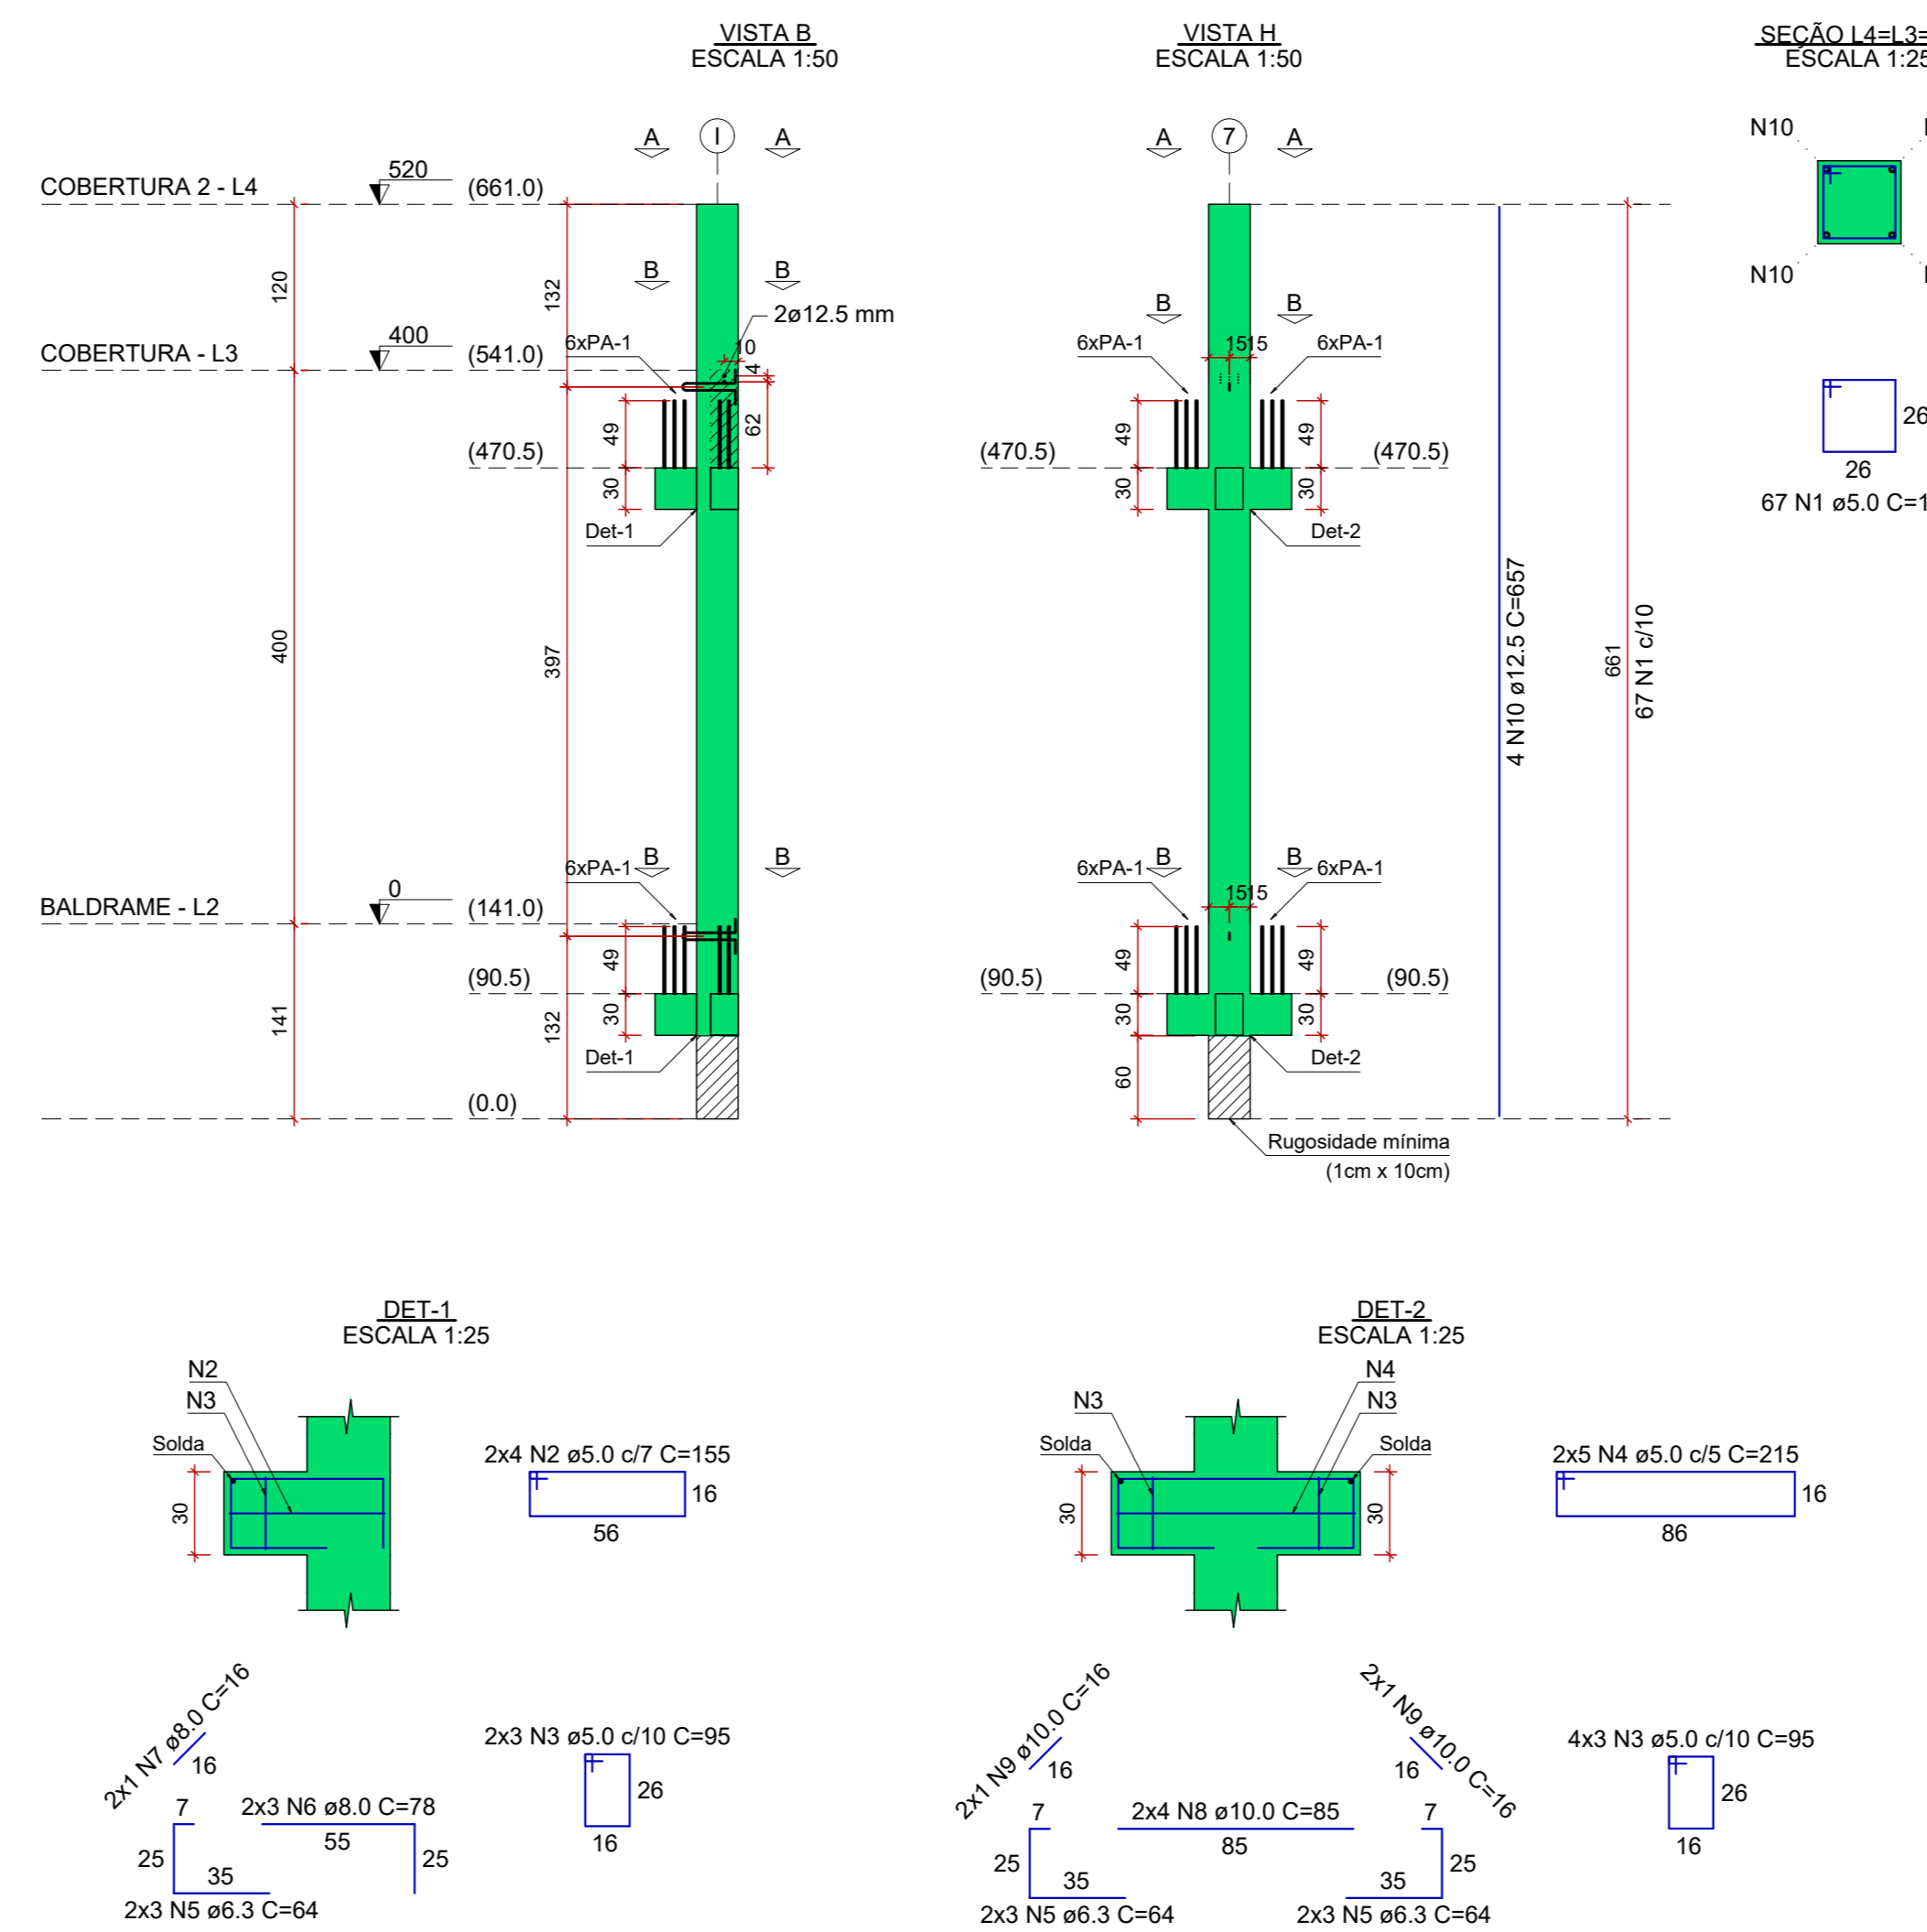 VISTA B
ESCALA 1:50
VISTA H
ESCALA 1:50
SEÇÃO L4=L3=
ESCALA 1:25
A
I
A
A
7
A
N10
COBERTURA 2 - L4
520
(661.0)
120
132
B
B
2ø12.5 mm
B
B
N10
COBERTURA - L3
400
(541.0)
6xPA-1
10
4
6xPA-1
1515
6xPA-1
49
62
49
49
26
26
67 N1 ø5.0 C=1
(470.5)
(470.5)
(470.5)
30
30
30
Det-1
Det-2
400
397
4 N10 ø12.5 C=657
661
67 N1 c/10
6xPA-1
B
B
6xPA-1
B
B
6xPA-1
BALDRAME - L2
0
(141.0)
1515
49
49
49
(90.5)
(90.5)
(90.5)
141
132
30
30
30
Det-1
Det-2
60
(0.0)
Rugosidade mínima
(1cm x 10cm)
DET-1
ESCALA 1:25
DET-2
ESCALA 1:25
N2
N3
Solda
30
2x4 N2 ø5.0 c/7 C=155
16
56
N3
N4
N3
Solda
Solda
30
30
2x5 N4 ø5.0 c/5 C=215
16
86
2x1 N7 ø8.0 C=16
16
7
2x3 N6 ø8.0 C=78
55
25
25
35
2x3 N5 ø6.3 C=64
2x3 N3 ø5.0 c/10 C=95
26
16
2x1 N9 ø10.0 C=16
16
2x1 N9 ø10.0 C=16
16
7
2x4 N8 ø10.0 C=85
7
85
25
25
35
35
2x3 N5 ø6.3 C=64
2x3 N5 ø6.3 C=64
4x3 N3 ø5.0 c/10 C=95
26
16